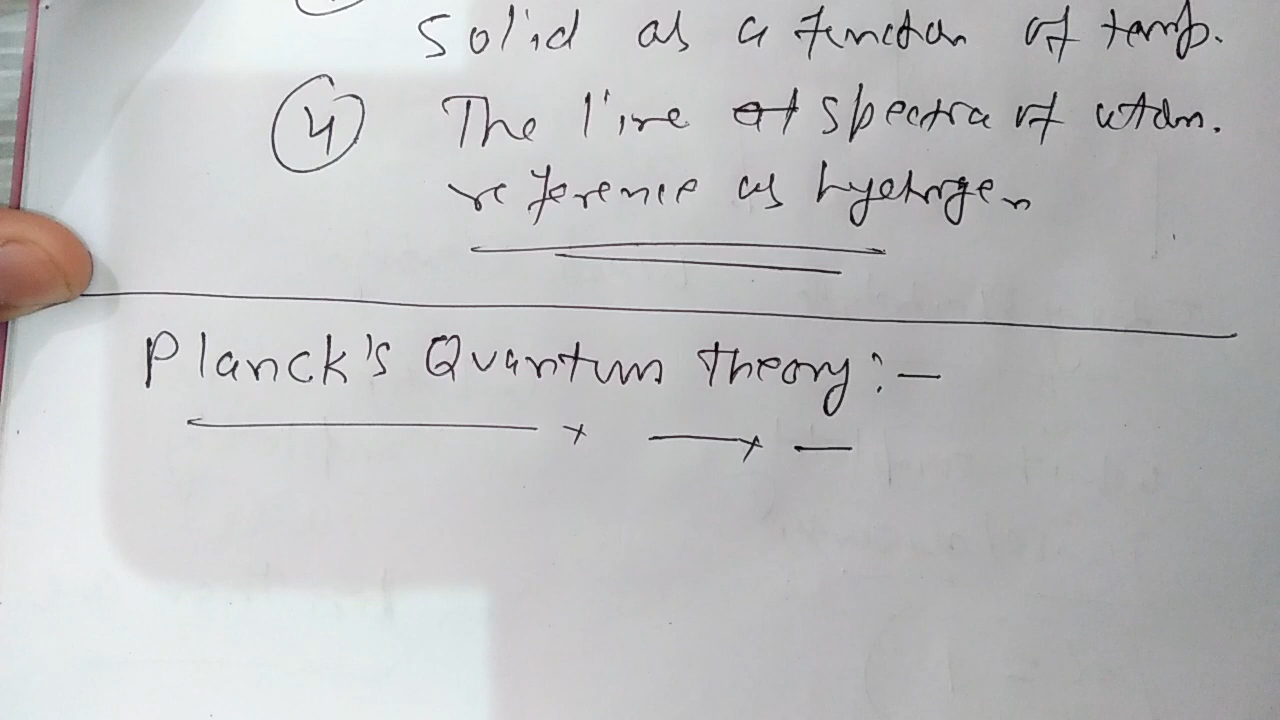 Solid as a function of temp.
④ The line of spectra of atom.
reference as hydrogen
Planck's Quantum theory :-